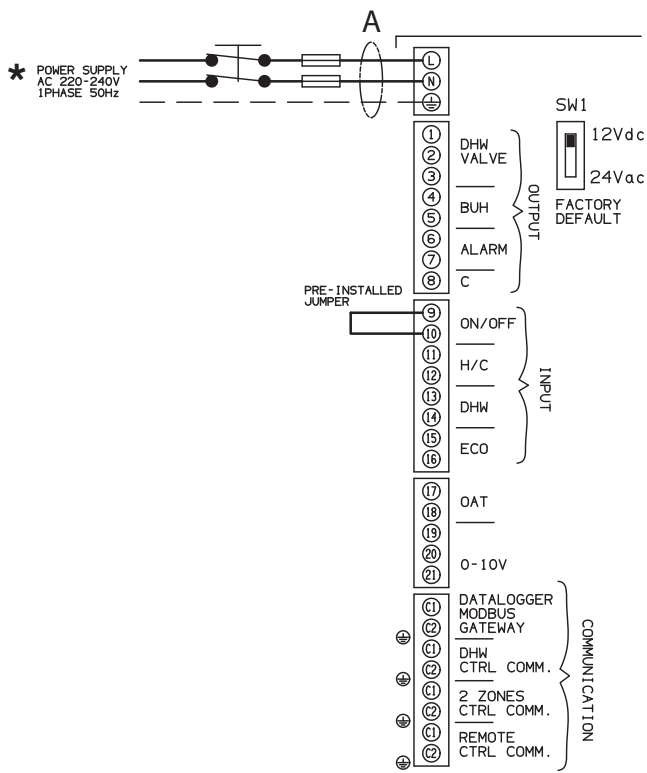 A
* POWER SUPPLY
AC 220-240V
1PHASE 50Hz
L
N
SW1
12Vdc
24Vac
FACTORY
DEFAULT
1
2
3
DHW
VALVE
4
5
BUH
6
7
ALARM
8
C
OUTPUT
PRE-INSTALLED
JUMPER
9
10
ON/OFF
11
12
H/C
13
14
DHW
15
16
ECO
INPUT
17
18
OAT
19
20
21
0-10V
C1
C2
DATALOGGER
MODBUS
GATEWAY
C1
C2
DHW
CTRL COMM.
C1
C2
2 ZONES
CTRL COMM.
C1
C2
REMOTE
CTRL COMM.
COMMUNICATION